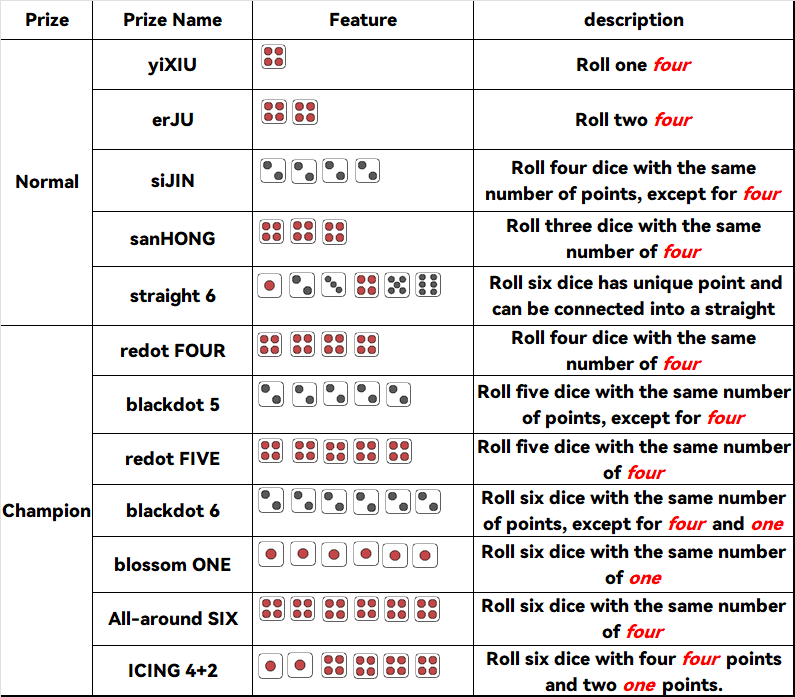 Prize Prize Name Feature description
Normal
yiXIU
Roll one four
erJU
Roll two four
siJIN
Roll four dice with the same
number of points, except for four
sanHONG
Roll three dice with the same
number of four
straight 6
Roll six dice has unique point and
can be connected into a straight
Champion
redot FOUR
Roll four dice with the same
number of four
blackdot 5
Roll five dice with the same number
of points, except for four
redot FIVE
Roll five dice with the same number
of four
blackdot 6
Roll six dice with the same number
of points, except for four and one
blossom ONE
Roll six dice with the same number
of one
All-around SIX
Roll six dice with the same number
of four
ICING 4+2
Roll six dice with four four points
and two one points.